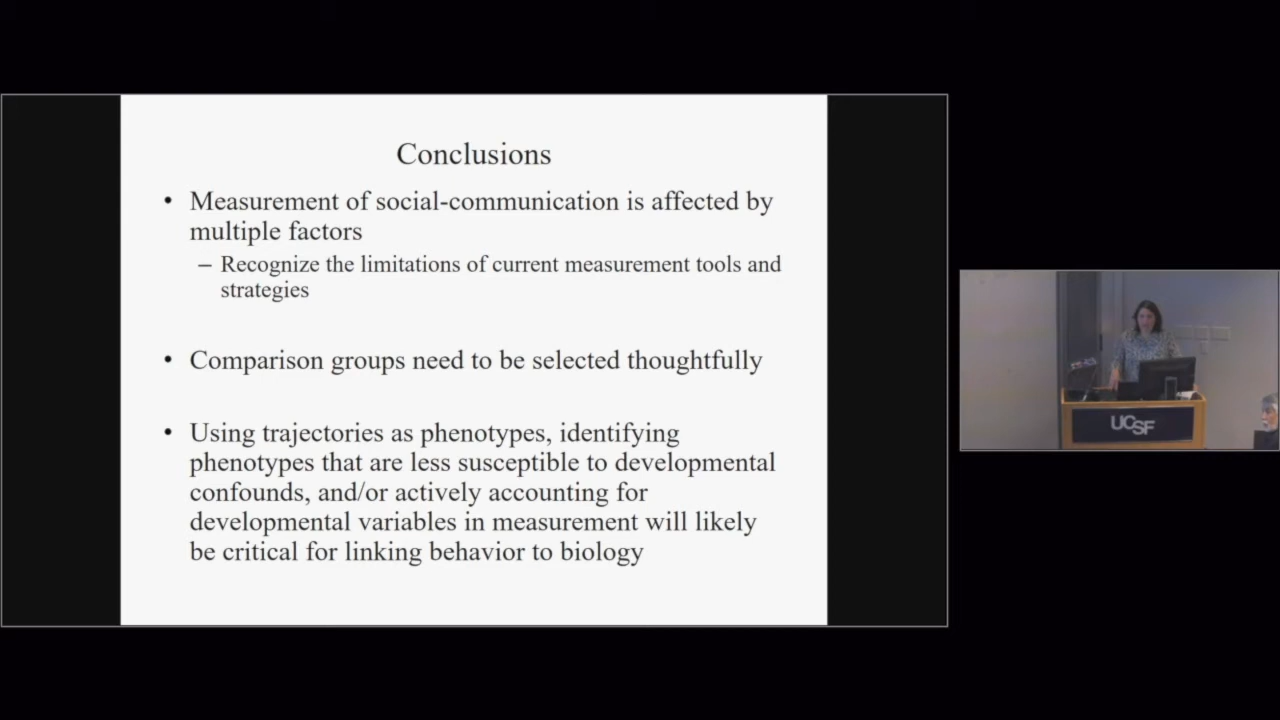 Conclusions
• Measurement of social-communication is affected by
multiple factors
– Recognize the limitations of current measurement tools and
strategies
• Comparison groups need to be selected thoughtfully
• Using trajectories as phenotypes, identifying
phenotypes that are less susceptible to developmental
confounds, and/or actively accounting for
developmental variables in measurement will likely
be critical for linking behavior to biology
UCSF